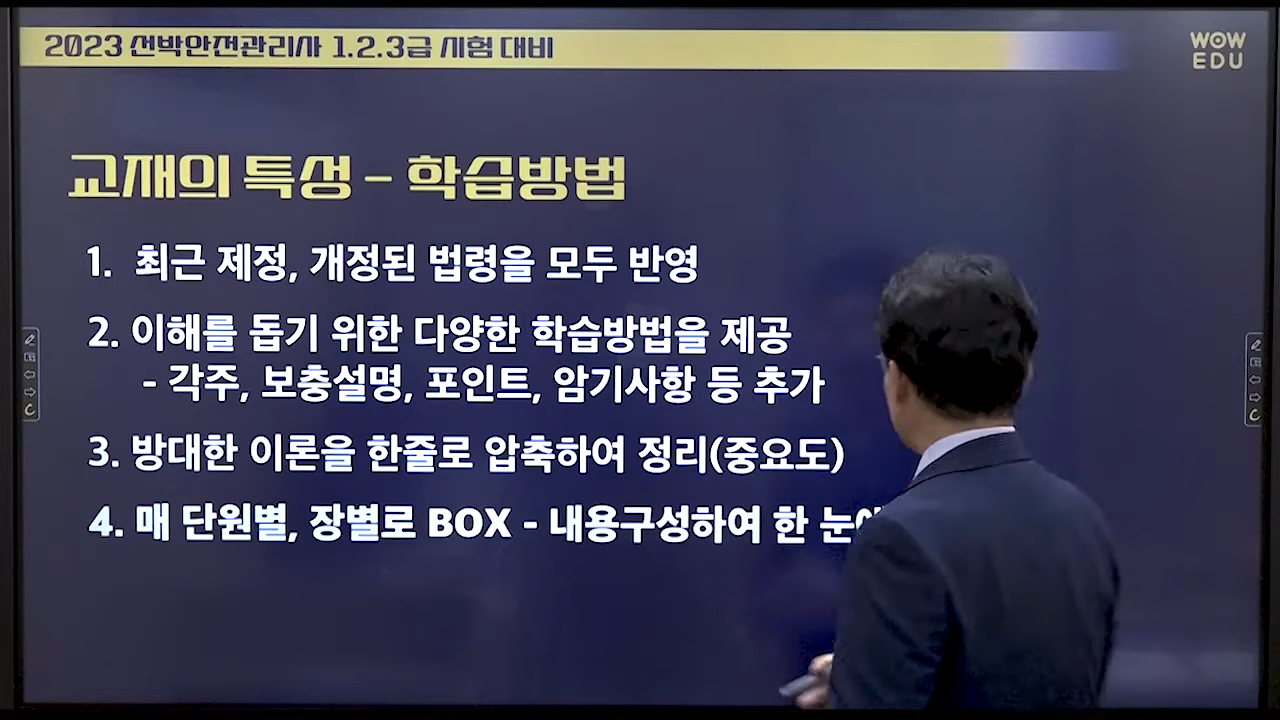 2023 선박안전관리사 1.2.3급 시험 대비
WOW
EDU
교재의 특성 - 학습방법
1. 최근 제정, 개정된 법령을 모두 반영
2. 이해를 돕기 위한 다양한 학습방법을 제공
- 각주, 보충설명, 포인트, 암기사항 등 추가
3. 방대한 이론을 한줄로 압축하여 정리(중요도)
4. 매 단원별, 장별로 BOX - 내용구성하여 한